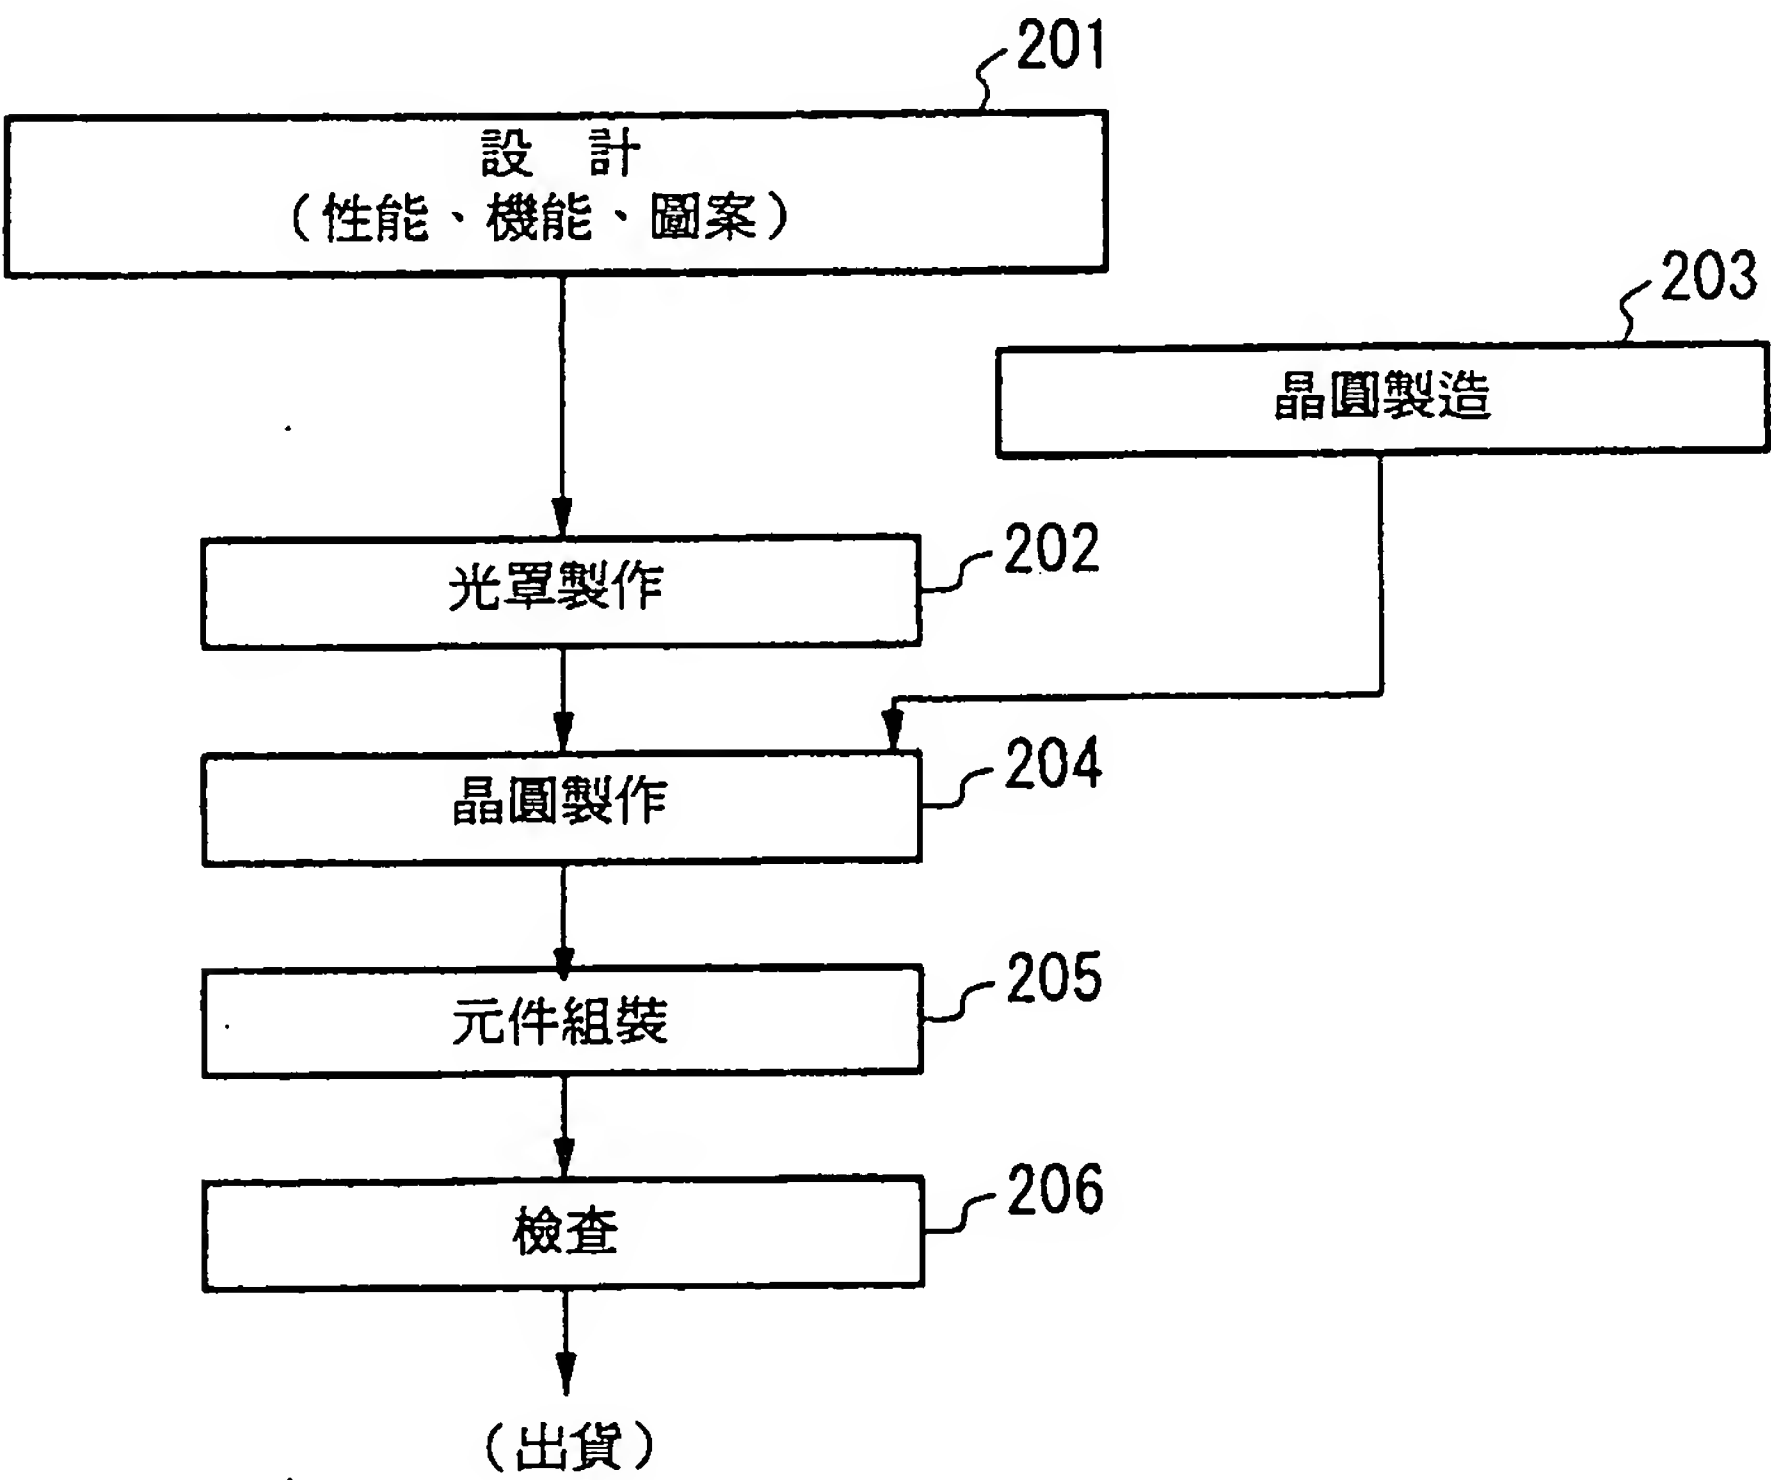 201
設 計
(性能、機能、圖案)
203
晶圓製造
202
光罩製作
204
晶圓製作
205
元件組裝
206
檢查
(出貨)